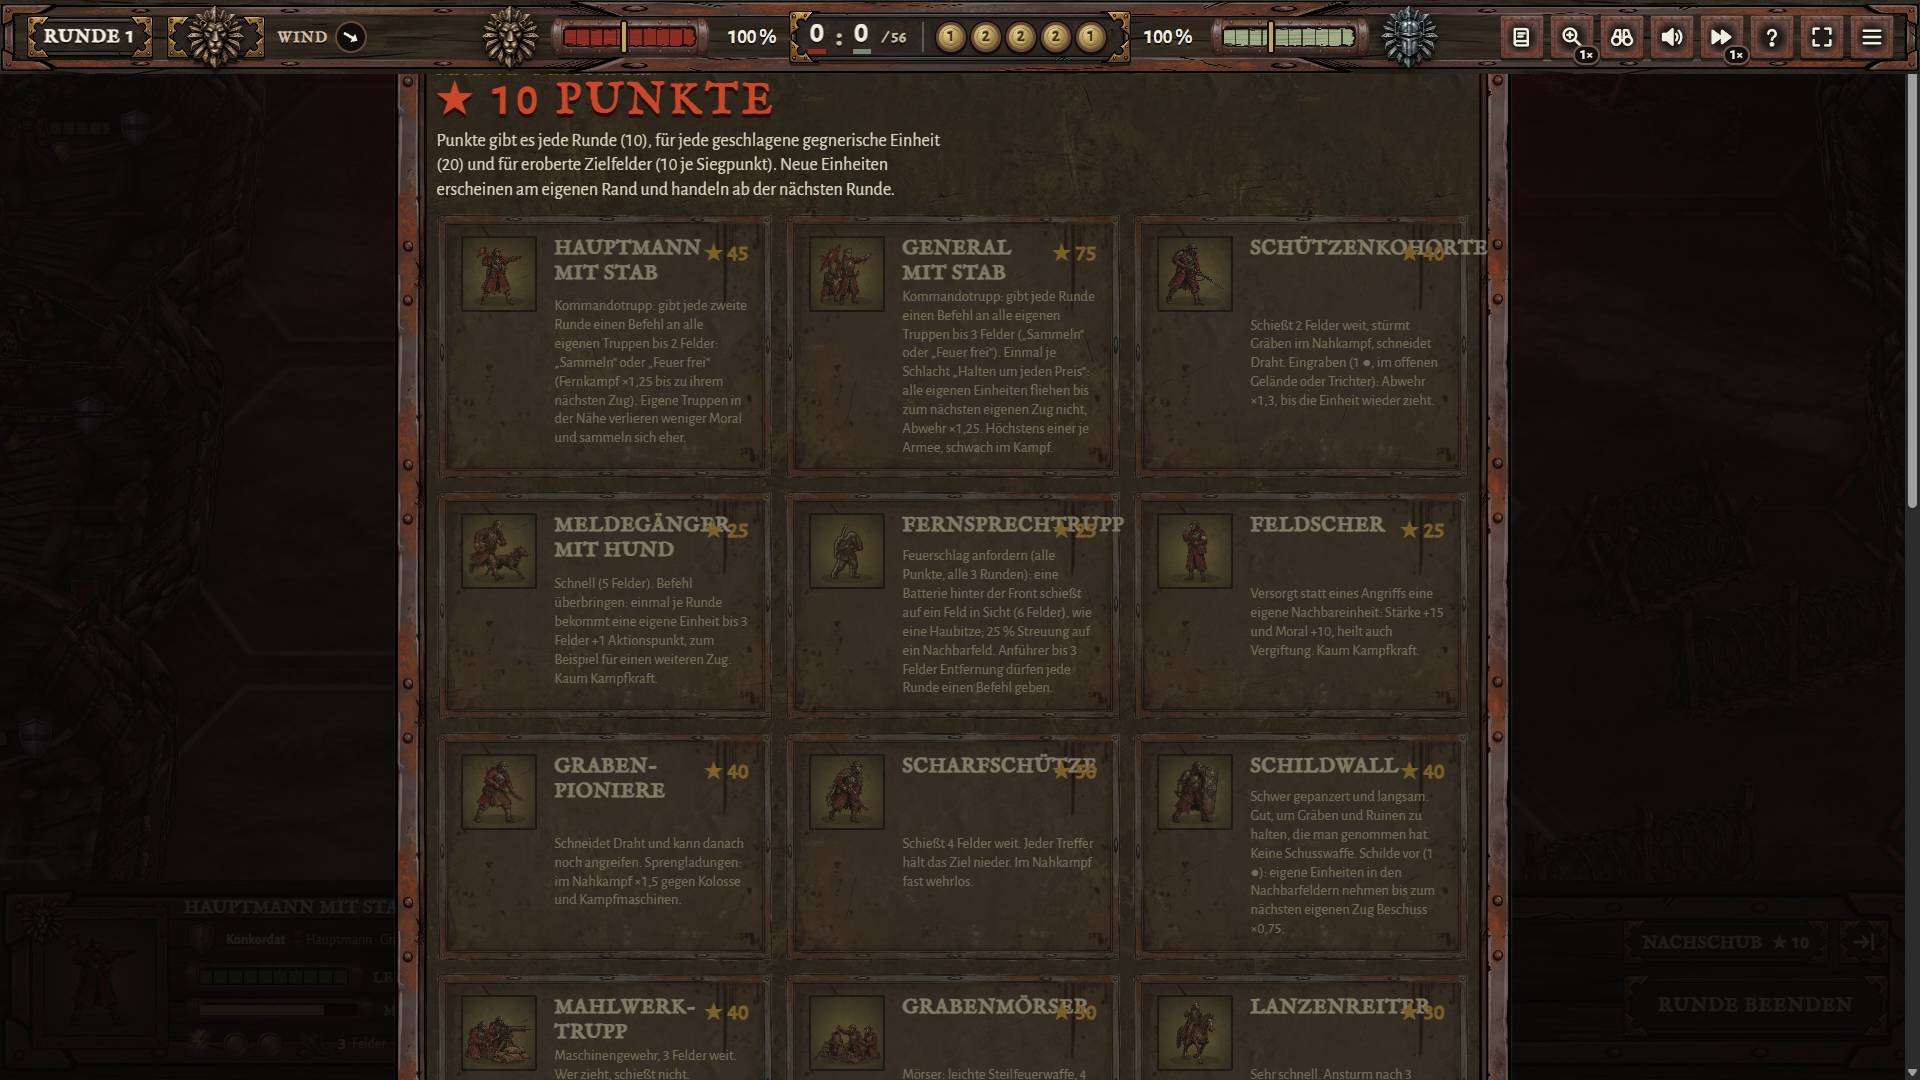 RUNDE 1
WIND
100 %
0 : 0 / 56
1 2 2 2 1
100 %
1x
1x
?
★ 10 PUNKTE
Punkte gibt es jede Runde (10), für jede geschlagene gegnerische Einheit
(20) und für eroberte Zielfelder (10 je Siegpunkt). Neue Einheiten
erscheinen am eigenen Rand und handeln ab der nächsten Runde.
HAUPTMANN
MIT STAB
★ 45
Kommandotrupp: gibt jede zweite
Runde einen Befehl an alle
eigenen Truppen bis 2 Felder:
„Sammeln“ oder „Feuer frei“
(Fernkampf ×1,25 bis zu ihrem
nächsten Zug). Eigene Truppen in
der Nähe verlieren weniger Moral
und sammeln sich eher.
GENERAL
MIT STAB
★ 75
Kommandotrupp: gibt jede Runde
einen Befehl an alle eigenen
Truppen bis 3 Felder („Sammeln“
oder „Feuer frei“). Einmal je
Schlacht „Halten um jeden Preis“:
alle eigenen Einheiten fliehen bis
zum nächsten eigenen Zug nicht,
Abwehr ×1,25. Höchstens einer je
Armee, schwach im Kampf.
SCHÜTZENKOHORTE
★ 40
Schießt 2 Felder weit, stürmt
Gräben im Nahkampf, schneidet
Draht. Eingraben (1 ●, im offenen
Gelände oder Trichter): Abwehr
×1,3, bis die Einheit wieder zieht.
MELDEGÄNGER
MIT HUND
★ 25
Schnell (5 Felder). Befehl
überbringen: einmal je Runde
bekommt eine eigene Einheit bis 3
Felder +1 Aktionspunkt, zum
Beispiel für einen weiteren Zug.
Kaum Kampfkraft.
FERNSPRECHTRUPP
Feuerschlag anfordern (alle
Punkte, alle 3 Runden): eine
Batterie hinter der Front schießt
auf ein Feld in Sicht (6 Felder), wie
eine Haubitze; 25 % Streuung auf
ein Nachbarfeld. Anführer bis 3
Felder Entfernung dürfen jede
Runde einen Befehl geben.
FELDSCHER
★ 25
Versorgt statt eines Angriffs eine
eigene Nachbareinheit: Stärke +15
und Moral +10, heilt auch
Vergiftung. Kaum Kampfkraft.
GRABEN-
PIONIERE
★ 40
Schneidet Draht und kann danach
noch angreifen. Sprengladungen:
im Nahkampf ×1,5 gegen Kolosse
und Kampfmaschinen.
SCHARFSCHÜTZE
Schießt 4 Felder weit. Jeder Treffer
hält das Ziel nieder. Im Nahkampf
fast wehrlos.
SCHILDWALL
★ 40
Schwer gepanzert und langsam.
Gut, um Gräben und Ruinen zu
halten, die man genommen hat.
Keine Schusswaffe. Schilde vor (1
●): eigene Einheiten in den
Nachbarfeldern nehmen bis zum
nächsten eigenen Zug Beschuss
×0,75.
MAHLWERK-
TRUPP
★ 40
Maschinengewehr, 3 Felder weit.
Wer zieht, schießt nicht.
GRABENMÖRSER
Mörser: leichte Steilfeuerwaffe, 4
LANZENREITER
Sehr schnell. Ansturm nach 3
HAUPTMANN MIT STA
Konkordat Hauptmann
LE
M
3 Felder
NACHSCHUB ★ 10
RUNDE BEENDEN